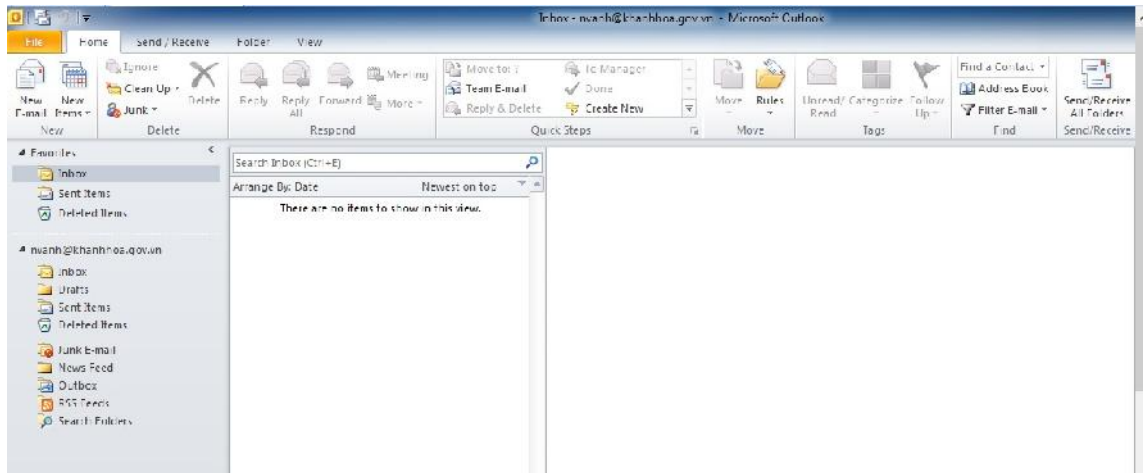 Inbox - nvanh@khanhhoa.gov.vn - Microsoft Outlook
File Home Send / Receive Folder View
New E-mail
New Items
New
Ignore
Clean Up
Junk
Delete
Delete
Reply
Reply All
Forward
Meeting
More
Respond
Move to: ?
Team E-mail
Reply & Delete
To Manager
Done
Create New
Quick Steps
Move
Rules
Move
Unread/ Read
Categorize
Follow Up
Tags
Find a Contact
Address Book
Filter E-mail
Find
Send/Receive All Folders
Send/Receive
Favorites
Inbox
Sent Items
Deleted Items
nvanh@khanhhoa.gov.vn
Inbox
Drafts
Sent Items
Deleted Items
Junk E-mail
News Feed
Outbox
RSS Feeds
Search Folders
Search Inbox (Ctrl+E)
Arrange By: Date Newest on top
There are no items to show in this view.